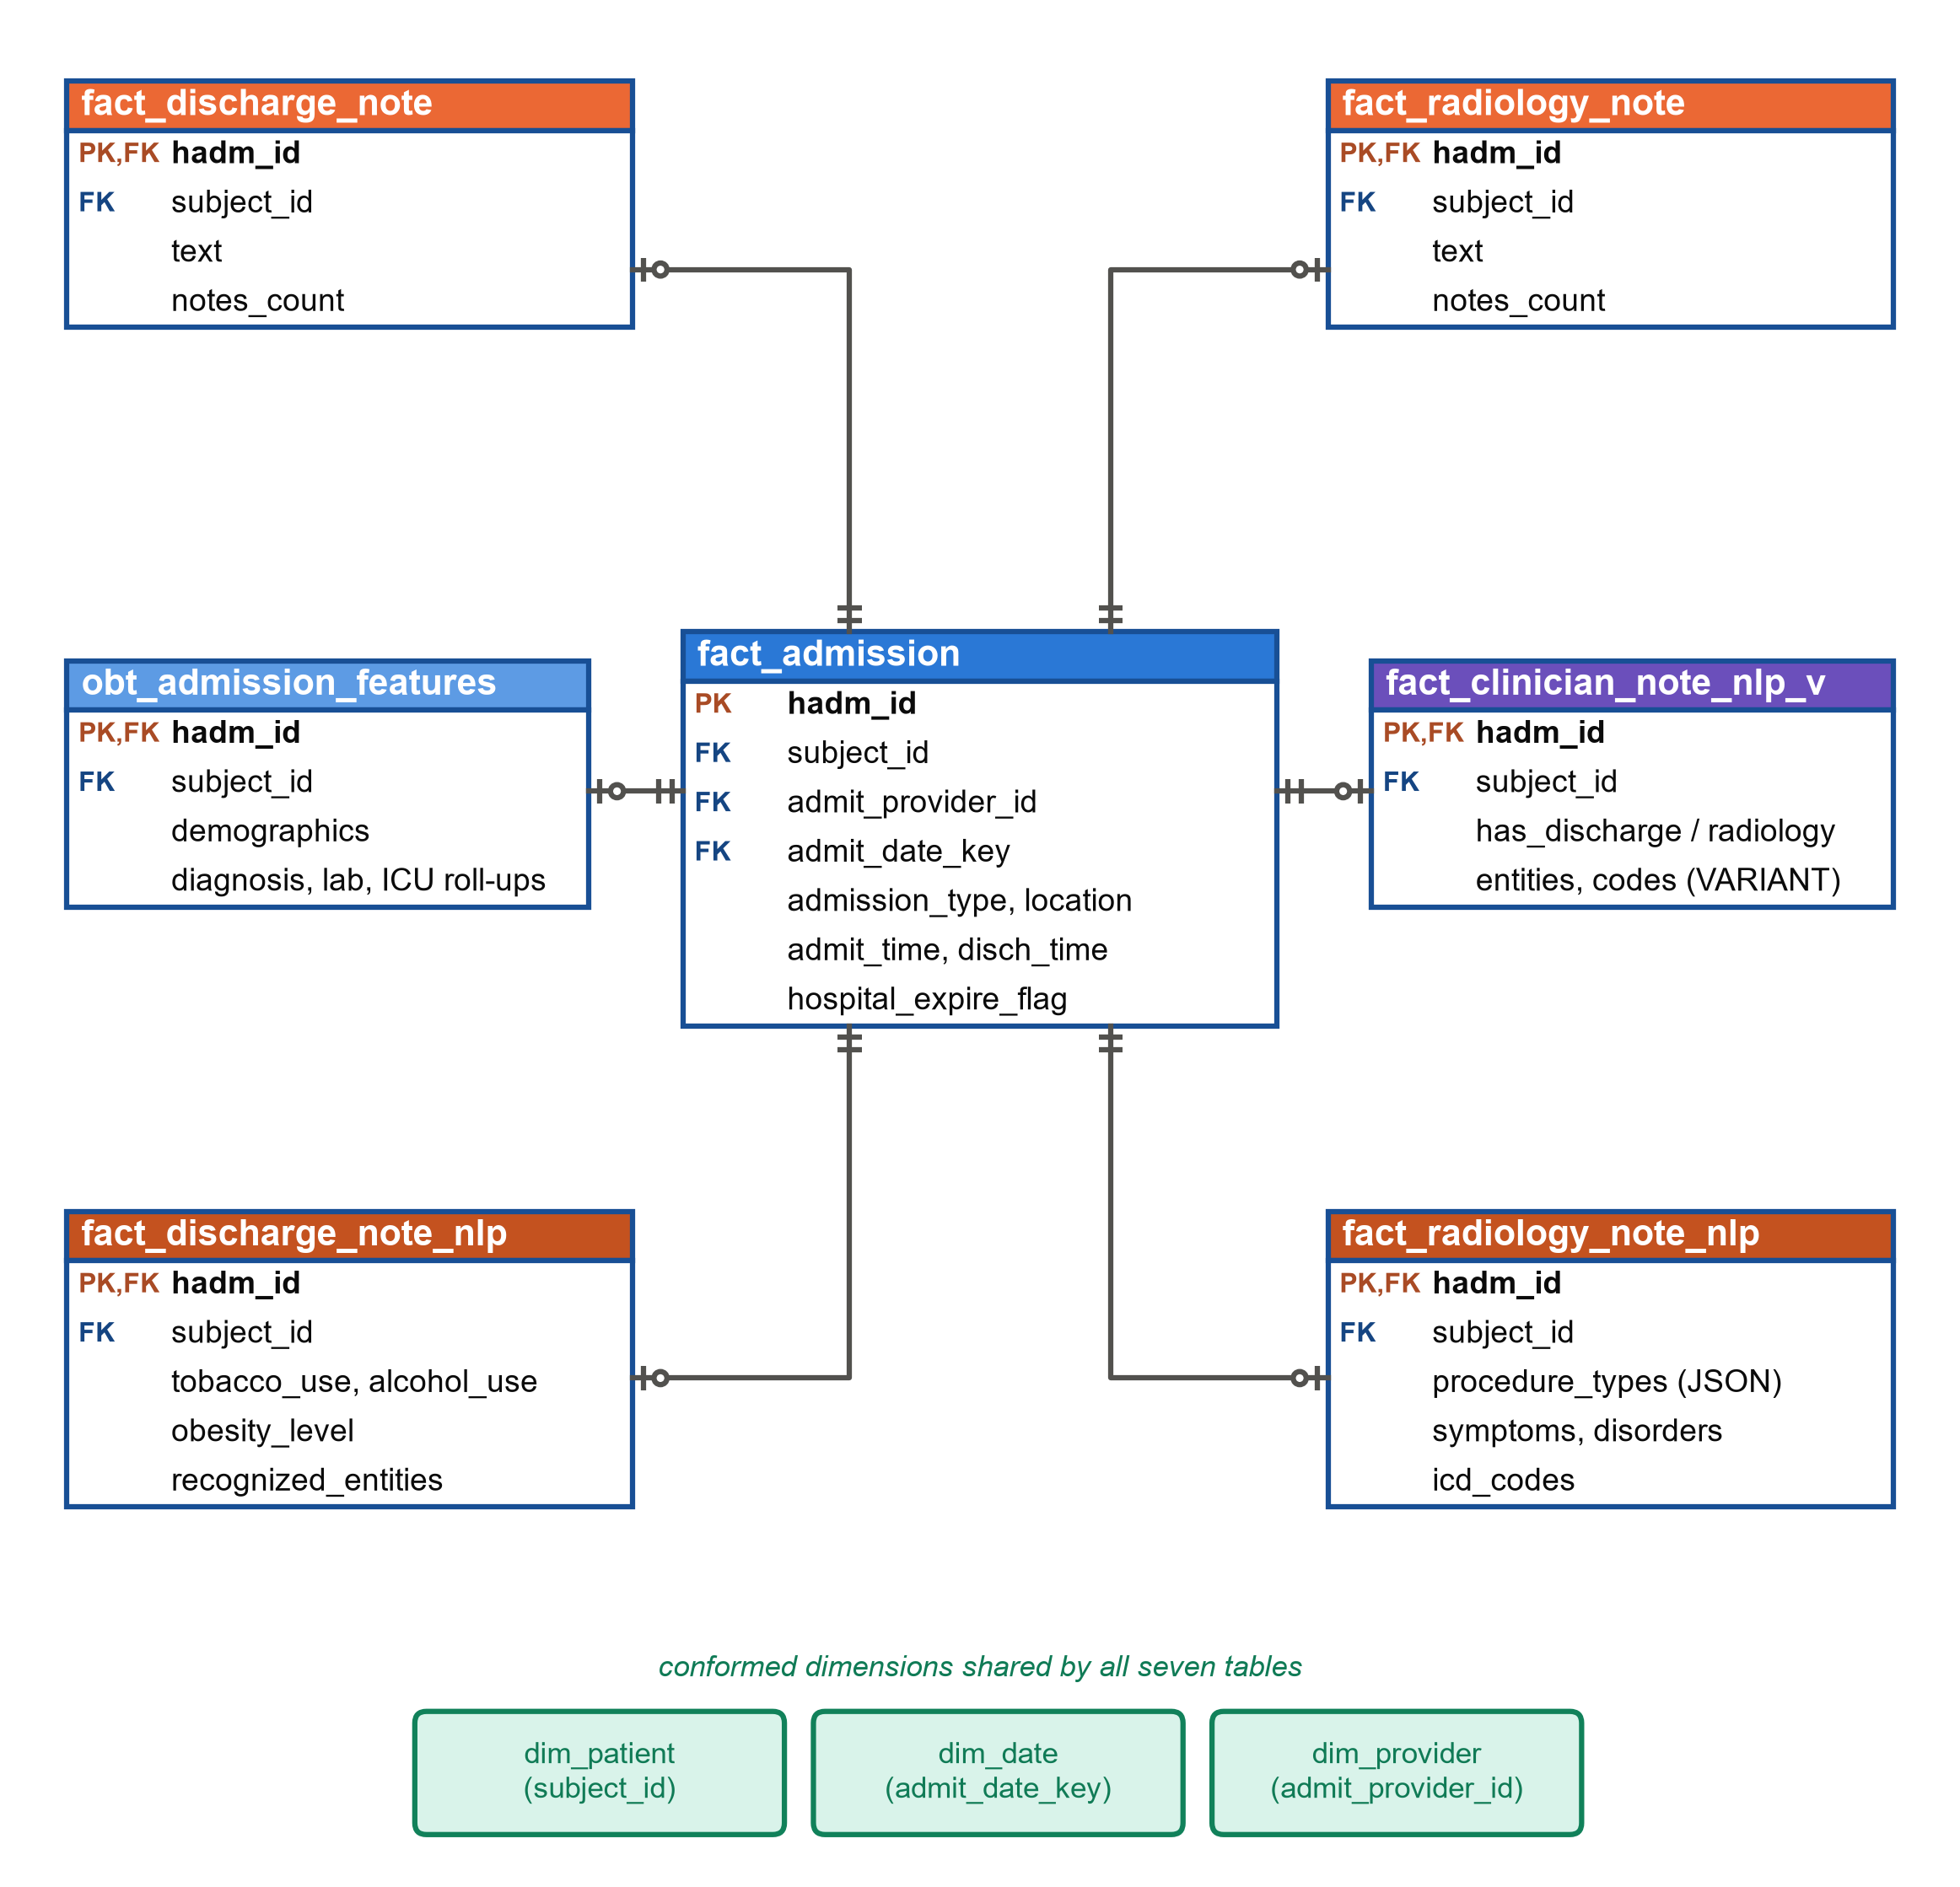 fact_discharge_note
PK,FK hadm_id
FK subject_id
text
notes_count
fact_radiology_note
PK,FK hadm_id
FK subject_id
text
notes_count
obt_admission_features
PK,FK hadm_id
FK subject_id
demographics
diagnosis, lab, ICU roll-ups
fact_admission
PK hadm_id
FK subject_id
FK admit_provider_id
FK admit_date_key
admission_type, location
admit_time, disch_time
hospital_expire_flag
fact_clinician_note_nlp_v
PK,FK hadm_id
FK subject_id
has_discharge / radiology
entities, codes (VARIANT)
fact_discharge_note_nlp
PK,FK hadm_id
FK subject_id
tobacco_use, alcohol_use
obesity_level
recognized_entities
fact_radiology_note_nlp
PK,FK hadm_id
FK subject_id
procedure_types (JSON)
symptoms, disorders
icd_codes
conformed dimensions shared by all seven tables
dim_patient
(subject_id)
dim_date
(admit_date_key)
dim_provider
(admit_provider_id)